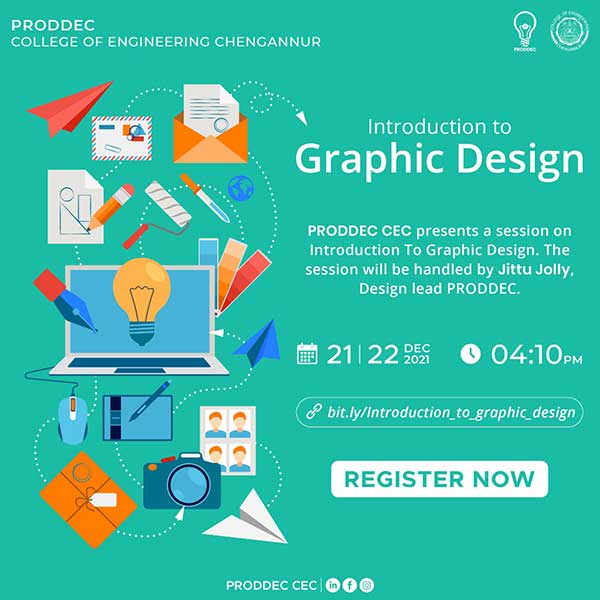 PRODDEC
COLLEGE OF ENGINEERING CHENGANNUR
PRODDEC
Introduction to
Graphic Design
PRODDEC CEC presents a session on
Introduction To Graphic Design. The
session will be handled by Jittu Jolly,
Design lead PRODDEC.
21 | 22 DEC 2021 04:10 PM
bit.ly/Introduction_to_graphic_design
REGISTER NOW
PRODDEC CEC